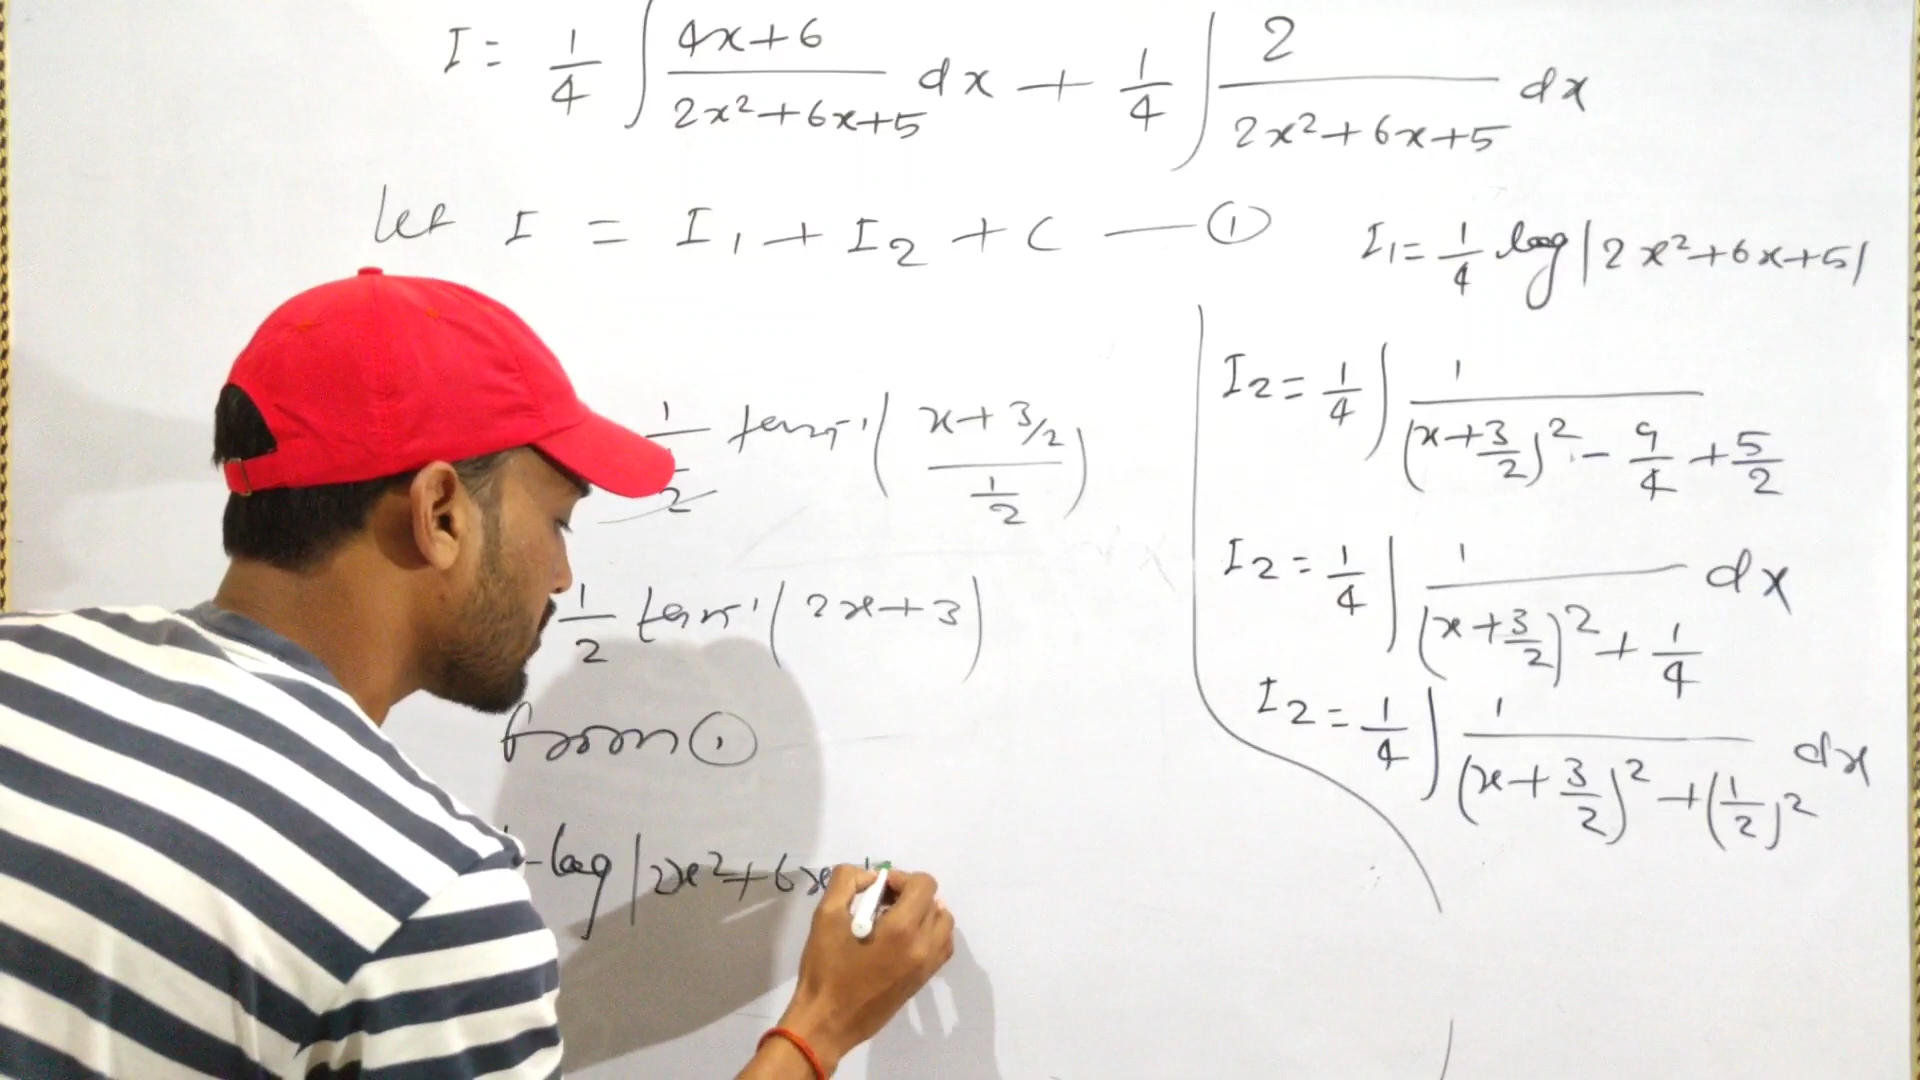 I = 1/4 ∫ (4x+6)/(2x²+6x+5) dx + 1/4 ∫ 2/(2x²+6x+5) dx
let I = I₁ + I₂ + C — ①
I₁ = 1/4 log |2x²+6x+5|
I₂ = 1/4 ∫ 1/((x+3/2)² - 9/4 + 5/2)
I₂ = 1/4 ∫ 1/((x+3/2)² + 1/4) dx
I₂ = 1/4 ∫ 1/((x+3/2)² + (1/2)²) dx
tan⁻¹((x+3/2)/(1/2))
1/2 tan⁻¹(2x+3)
from ①
log |2x²+6x